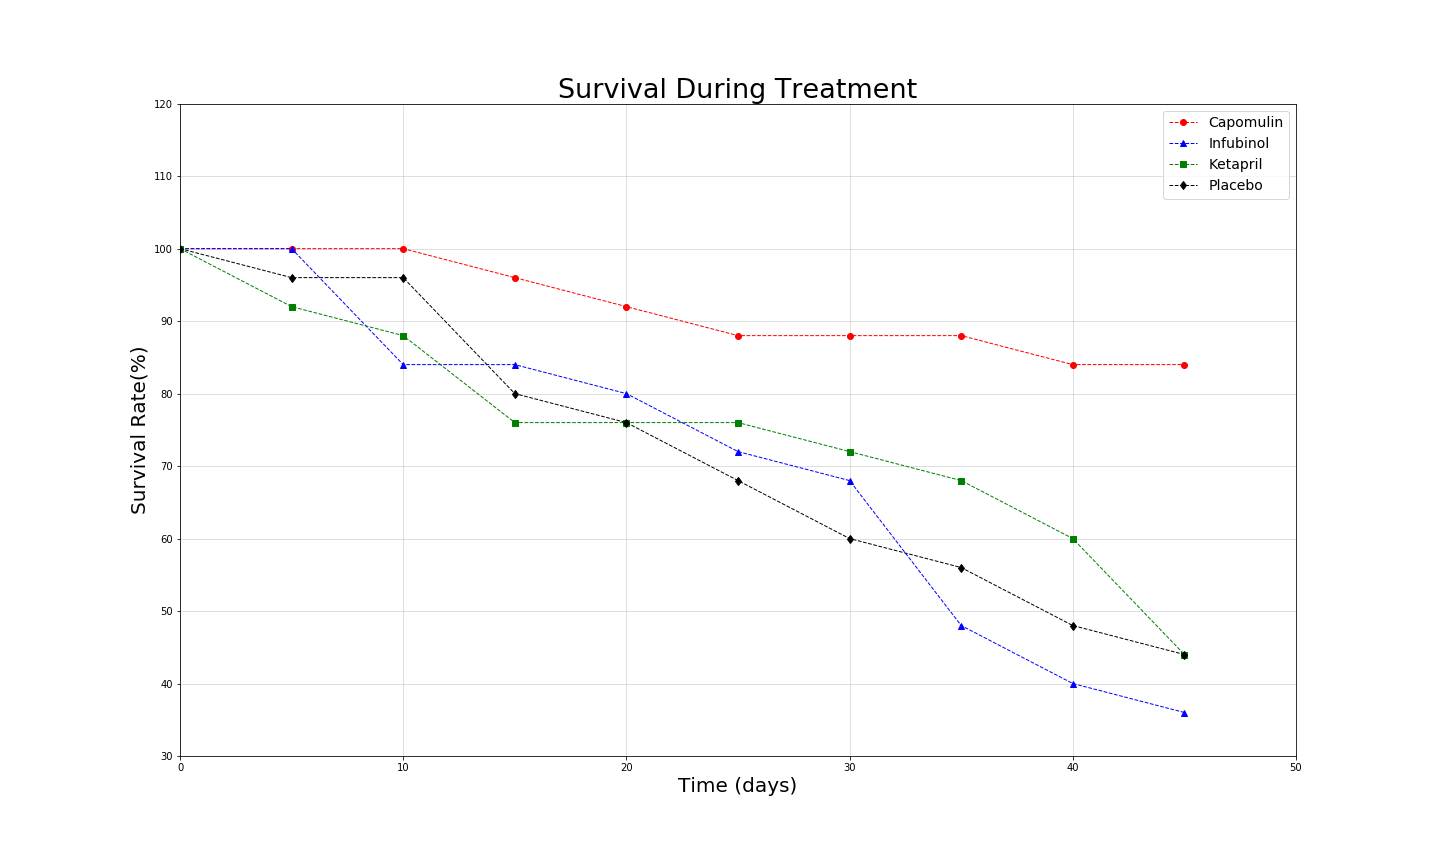 Survival During Treatment
120
110
100
90
80
70
60
50
40
30
Survival Rate(%)
Capomulin
Infubinol
Ketapril
Placebo
0 10 20 30 40 50
Time (days)